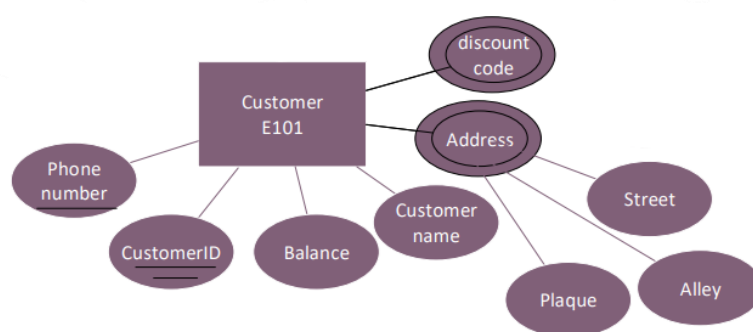 discount
code
Customer
E101
Address
Phone
number
Street
Customer
name
CustomerID
Balance
Plaque
Alley